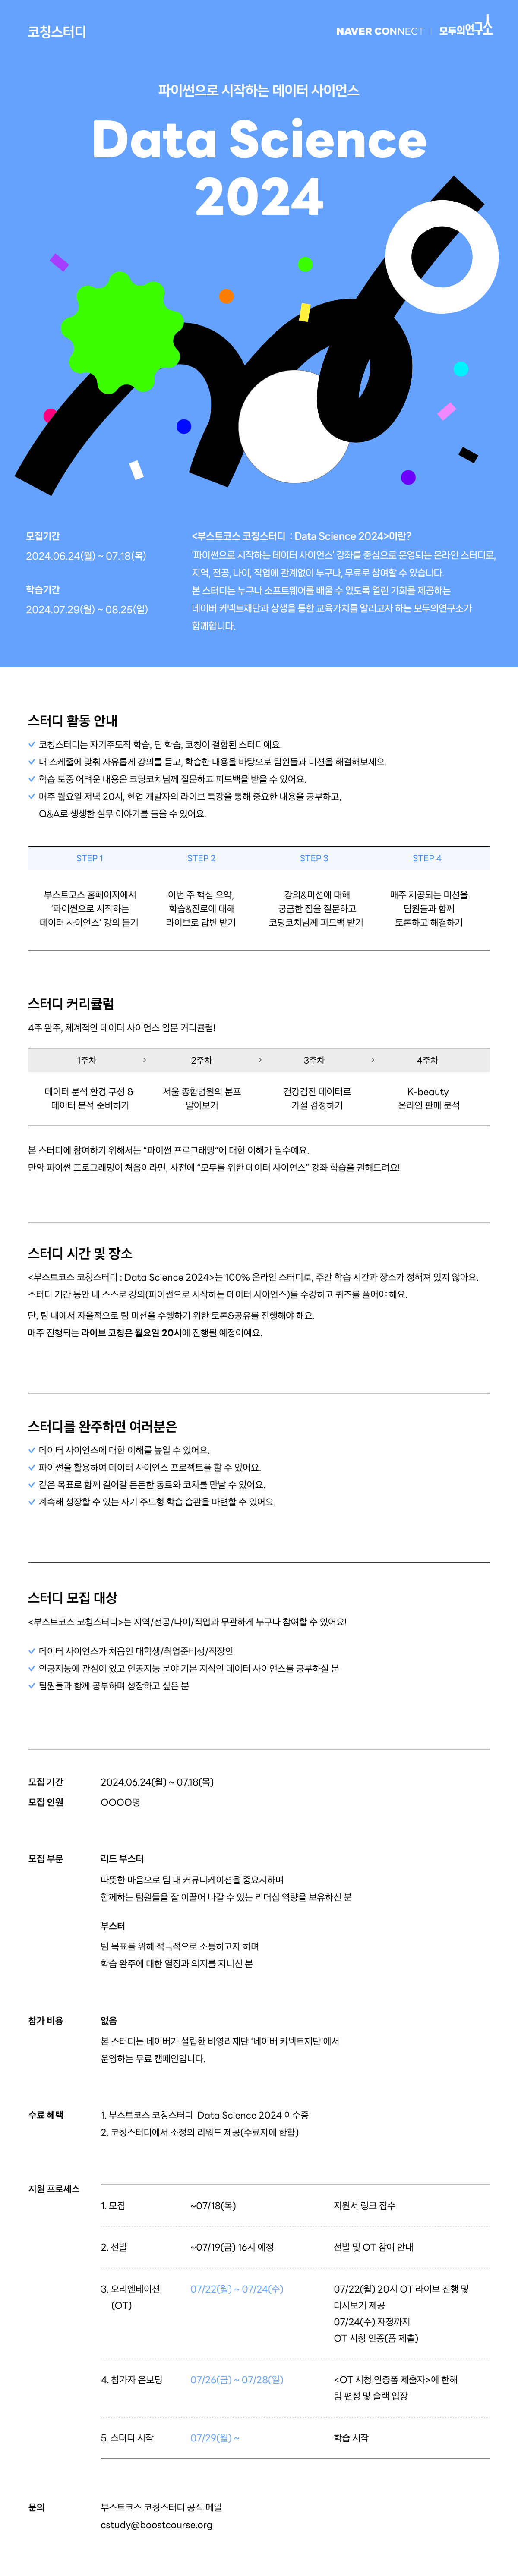 코칭스터디
NAVER CONNECT | 모두의연구소
파이썬으로 시작하는 데이터 사이언스
Data Science
2024
모집기간
2024.06.24(월) ~ 07.18(목)
학습기간
2024.07.29(월) ~ 08.25(일)
<부스트코스 코칭스터디 : Data Science 2024>이란?
'파이썬으로 시작하는 데이터 사이언스' 강좌를 중심으로 운영되는 온라인 스터디로,
지역, 전공, 나이, 직업에 관계없이 누구나, 무료로 참여할 수 있습니다.
본 스터디는 누구나 소프트웨어를 배울 수 있도록 열린 기회를 제공하는
네이버 커넥트재단과 상생을 통한 교육가치를 알리고자 하는 모두의연구소가
함께합니다.
스터디 활동 안내
코칭스터디는 자기주도적 학습, 팀 학습, 코칭이 결합된 스터디예요.
내 스케줄에 맞춰 자유롭게 강의를 듣고, 학습한 내용을 바탕으로 팀원들과 미션을 해결해보세요.
학습 도중 어려운 내용은 코딩코치님께 질문하고 피드백을 받을 수 있어요.
매주 월요일 저녁 20시, 현업 개발자의 라이브 특강을 통해 중요한 내용을 공부하고,
Q&A로 생생한 실무 이야기를 들을 수 있어요.
STEP 1 STEP 2 STEP 3 STEP 4
부스트코스 홈페이지에서 이번 주 핵심 요약, 강의&미션에 대해 매주 제공되는 미션을
'파이썬으로 시작하는 학습&진로에 대해 궁금한 점을 질문하고 팀원들과 함께
데이터 사이언스' 강의 듣기 라이브로 답변 받기 코딩코치님께 피드백 받기 토론하고 해결하기
스터디 커리큘럼
4주 완주, 체계적인 데이터 사이언스 입문 커리큘럼!
1주차 > 2주차 > 3주차 > 4주차
데이터 분석 환경 구성 & 서울 종합병원의 분포 건강검진 데이터로 K-beauty
데이터 분석 준비하기 알아보기 가설 검정하기 온라인 판매 분석
본 스터디에 참여하기 위해서는 "파이썬 프로그래밍"에 대한 이해가 필수예요.
만약 파이썬 프로그래밍이 처음이라면, 사전에 "모두를 위한 데이터 사이언스" 강좌 학습을 권해드려요!
스터디 시간 및 장소
<부스트코스 코칭스터디 : Data Science 2024>는 100% 온라인 스터디로, 주간 학습 시간과 장소가 정해져 있지 않아요.
스터디 기간 동안 내 스스로 강의(파이썬으로 시작하는 데이터 사이언스)를 수강하고 퀴즈를 풀어야 해요.
단, 팀 내에서 자율적으로 팀 미션을 수행하기 위한 토론&공유를 진행해야 해요.
매주 진행되는 라이브 코칭은 월요일 20시에 진행될 예정이예요.
스터디를 완주하면 여러분은
데이터 사이언스에 대한 이해를 높일 수 있어요.
파이썬을 활용하여 데이터 사이언스 프로젝트를 할 수 있어요.
같은 목표로 함께 걸어갈 든든한 동료와 코치를 만날 수 있어요.
계속해 성장할 수 있는 자기 주도형 학습 습관을 마련할 수 있어요.
스터디 모집 대상
<부스트코스 코칭스터디>는 지역/전공/나이/직업과 무관하게 누구나 참여할 수 있어요!
데이터 사이언스가 처음인 대학생/취업준비생/직장인
인공지능에 관심이 있고 인공지능 분야 기본 지식인 데이터 사이언스를 공부하실 분
팀원들과 함께 공부하며 성장하고 싶은 분
모집 기간 2024.06.24(월) ~ 07.18(목)
모집 인원 OOOO명
모집 부문 리드 부스터
따뜻한 마음으로 팀 내 커뮤니케이션을 중요시하며
함께하는 팀원들을 잘 이끌어 나갈 수 있는 리더십 역량을 보유하신 분
부스터
팀 목표를 위해 적극적으로 소통하고자 하며
학습 완주에 대한 열정과 의지를 지니신 분
참가 비용 없음
본 스터디는 네이버가 설립한 비영리재단 '네이버 커넥트재단'에서
운영하는 무료 캠페인입니다.
수료 혜택 1. 부스트코스 코칭스터디 Data Science 2024 이수증
2. 코칭스터디에서 소정의 리워드 제공(수료자에 한함)
지원 프로세스
1. 모집 ~07/18(목) 지원서 링크 접수
2. 선발 ~07/19(금) 16시 예정 선발 및 OT 참여 안내
3. 오리엔테이션 07/22(월) ~ 07/24(수) 07/22(월) 20시 OT 라이브 진행 및
(OT) 다시보기 제공
07/24(수) 자정까지
OT 시청 인증(폼 제출)
4. 참가자 온보딩 07/26(금) ~ 07/28(일) <OT 시청 인증폼 제출자>에 한해
팀 편성 및 슬랙 입장
5. 스터디 시작 07/29(월) ~ 학습 시작
문의 부스트코스 코칭스터디 공식 메일
cstudy@boostcourse.org